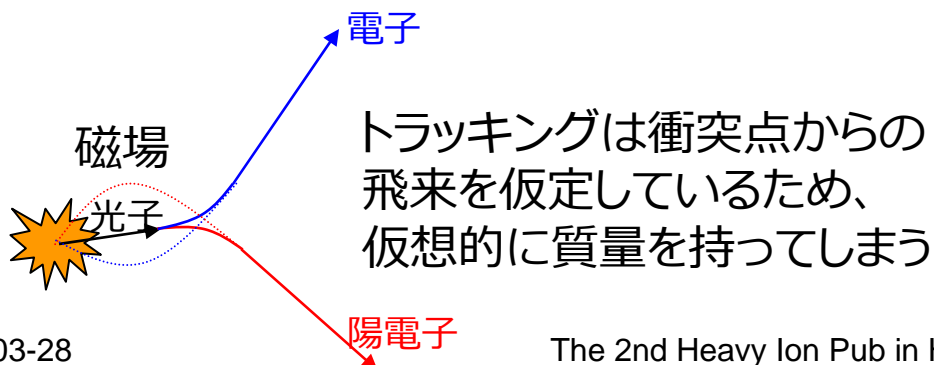 電子
磁場
光子
トラッキングは衝突点からの
飛来を仮定しているため、
仮想的に質量を持ってしまう
陽電子
03-28
The 2nd Heavy Ion Pub in